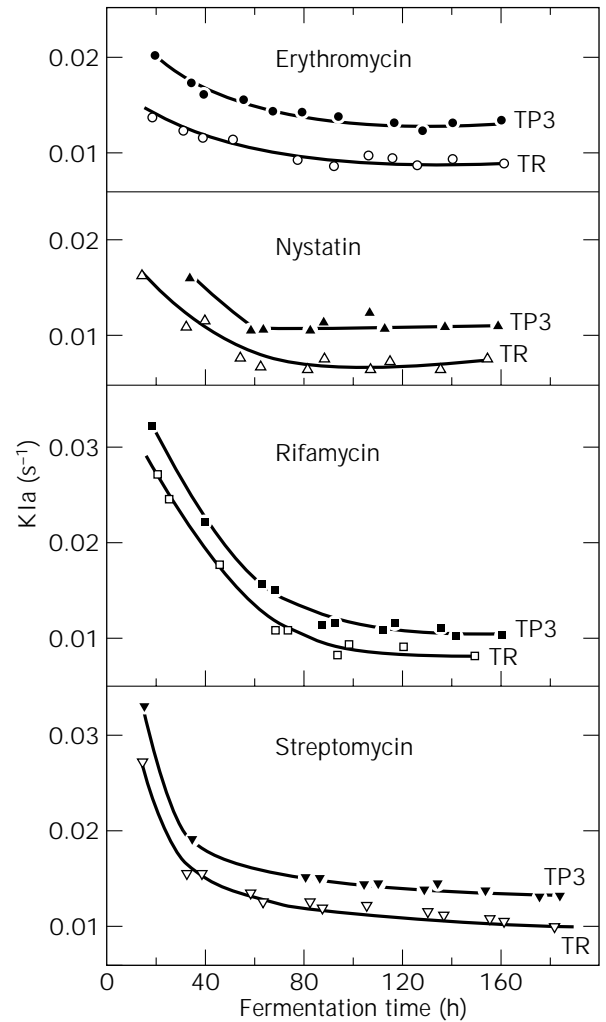 0.02
Erythromycin
TP3
0.01
TR
0.02
Nystatin
0.01
TP3
TR
0.03
Rifamycin
Kla (s⁻¹)
0.02
0.01
TP3
TR
0.03
Streptomycin
0.02
TP3
0.01
TR
0 40 80 120 160
Fermentation time (h)